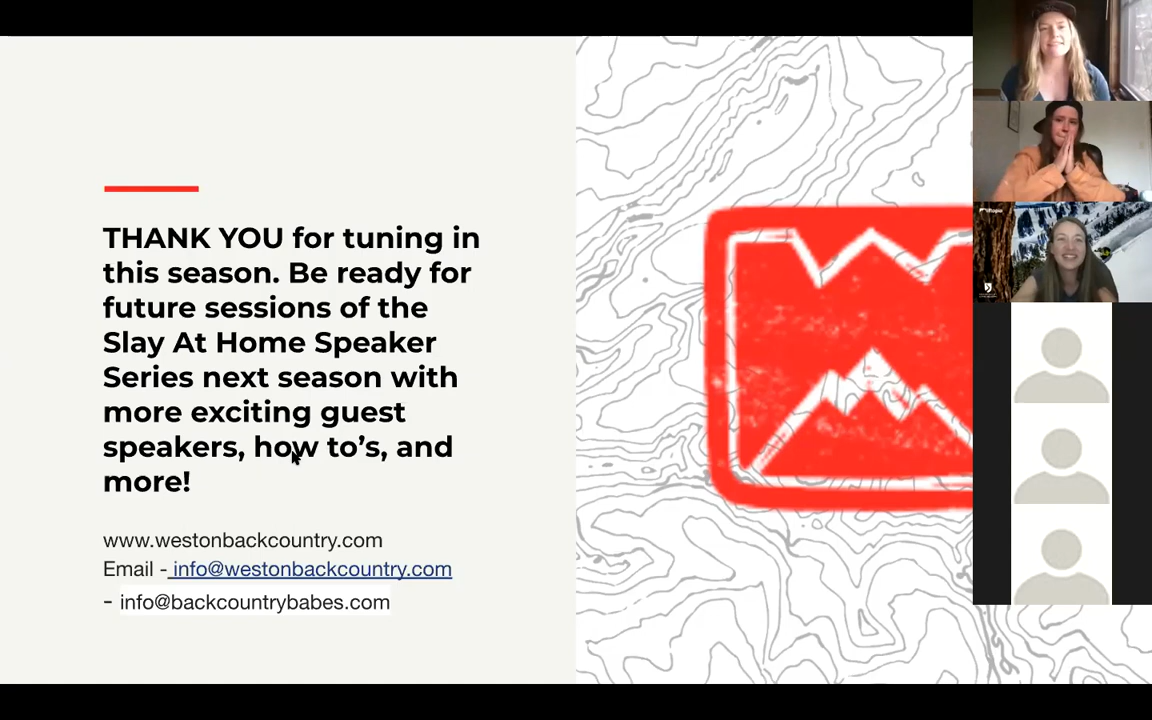 THANK YOU for tuning in
this season. Be ready for
future sessions of the
Slay At Home Speaker
Series next season with
more exciting guest
speakers, how to’s, and
more!
www.westonbackcountry.com
Email - info@westonbackcountry.com
- info@backcountrybabes.com